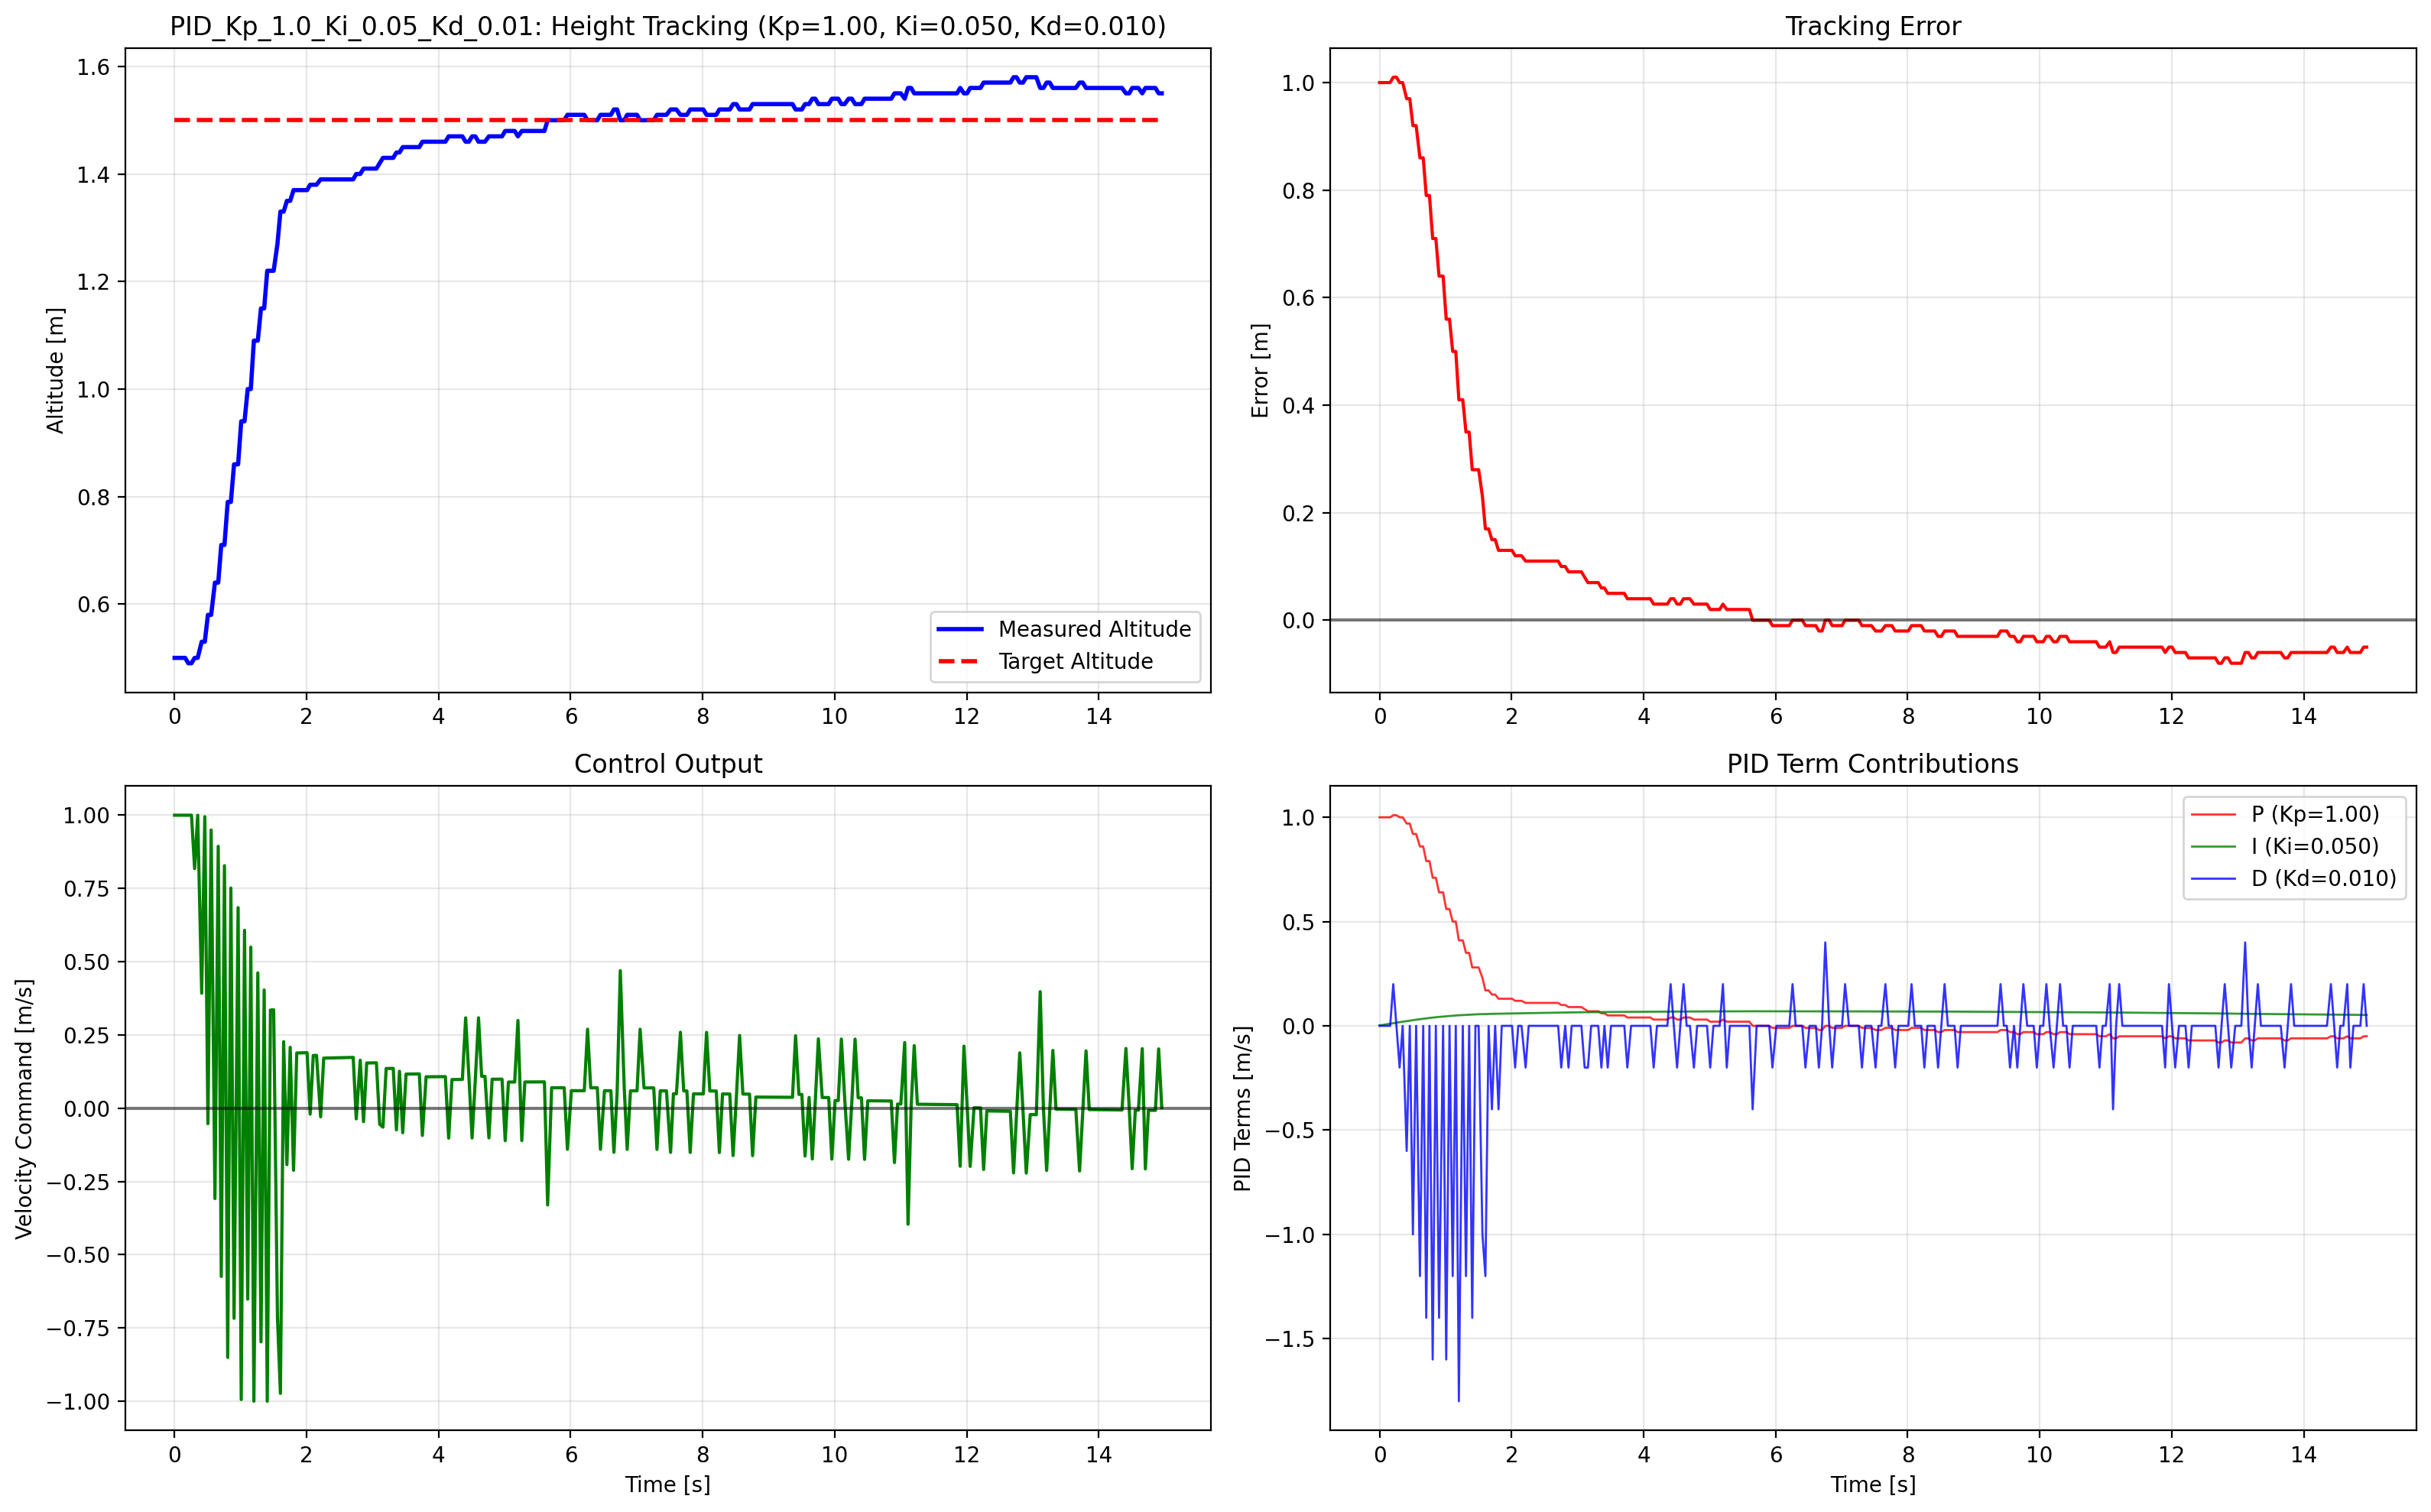 PID_Kp_1.0_Ki_0.05_Kd_0.01: Height Tracking (Kp=1.00, Ki=0.050, Kd=0.010)
Altitude [m]
1.6
1.4
1.2
1.0
0.8
0.6
0 2 4 6 8 10 12 14
Measured Altitude
Target Altitude
Tracking Error
Error [m]
1.0
0.8
0.6
0.4
0.2
0.0
0 2 4 6 8 10 12 14
Control Output
Velocity Command [m/s]
1.00
0.75
0.50
0.25
0.00
−0.25
−0.50
−0.75
−1.00
0 2 4 6 8 10 12 14
Time [s]
PID Term Contributions
PID Terms [m/s]
1.0
0.5
0.0
−0.5
−1.0
−1.5
P (Kp=1.00)
I (Ki=0.050)
D (Kd=0.010)
0 2 4 6 8 10 12 14
Time [s]